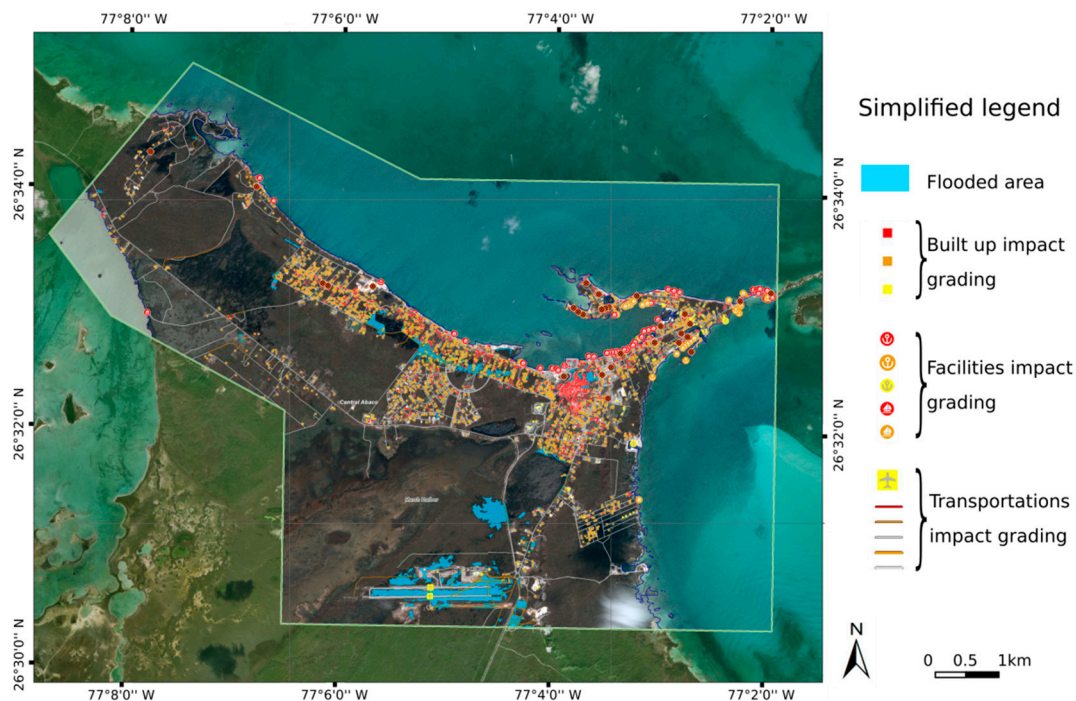 77°8'0'' W 77°6'0'' W 77°4'0'' W 77°2'0'' W
26°34'0'' N
26°32'0'' N
26°30'0'' N
26°34'0'' N
26°32'0'' N
Central Abaco
Marsh Harbor
77°8'0'' W 77°6'0'' W 77°4'0'' W 77°2'0'' W
Simplified legend
Flooded area
Built up impact
grading
Facilities impact
grading
Transportations
impact grading
N
0 0.5 1km